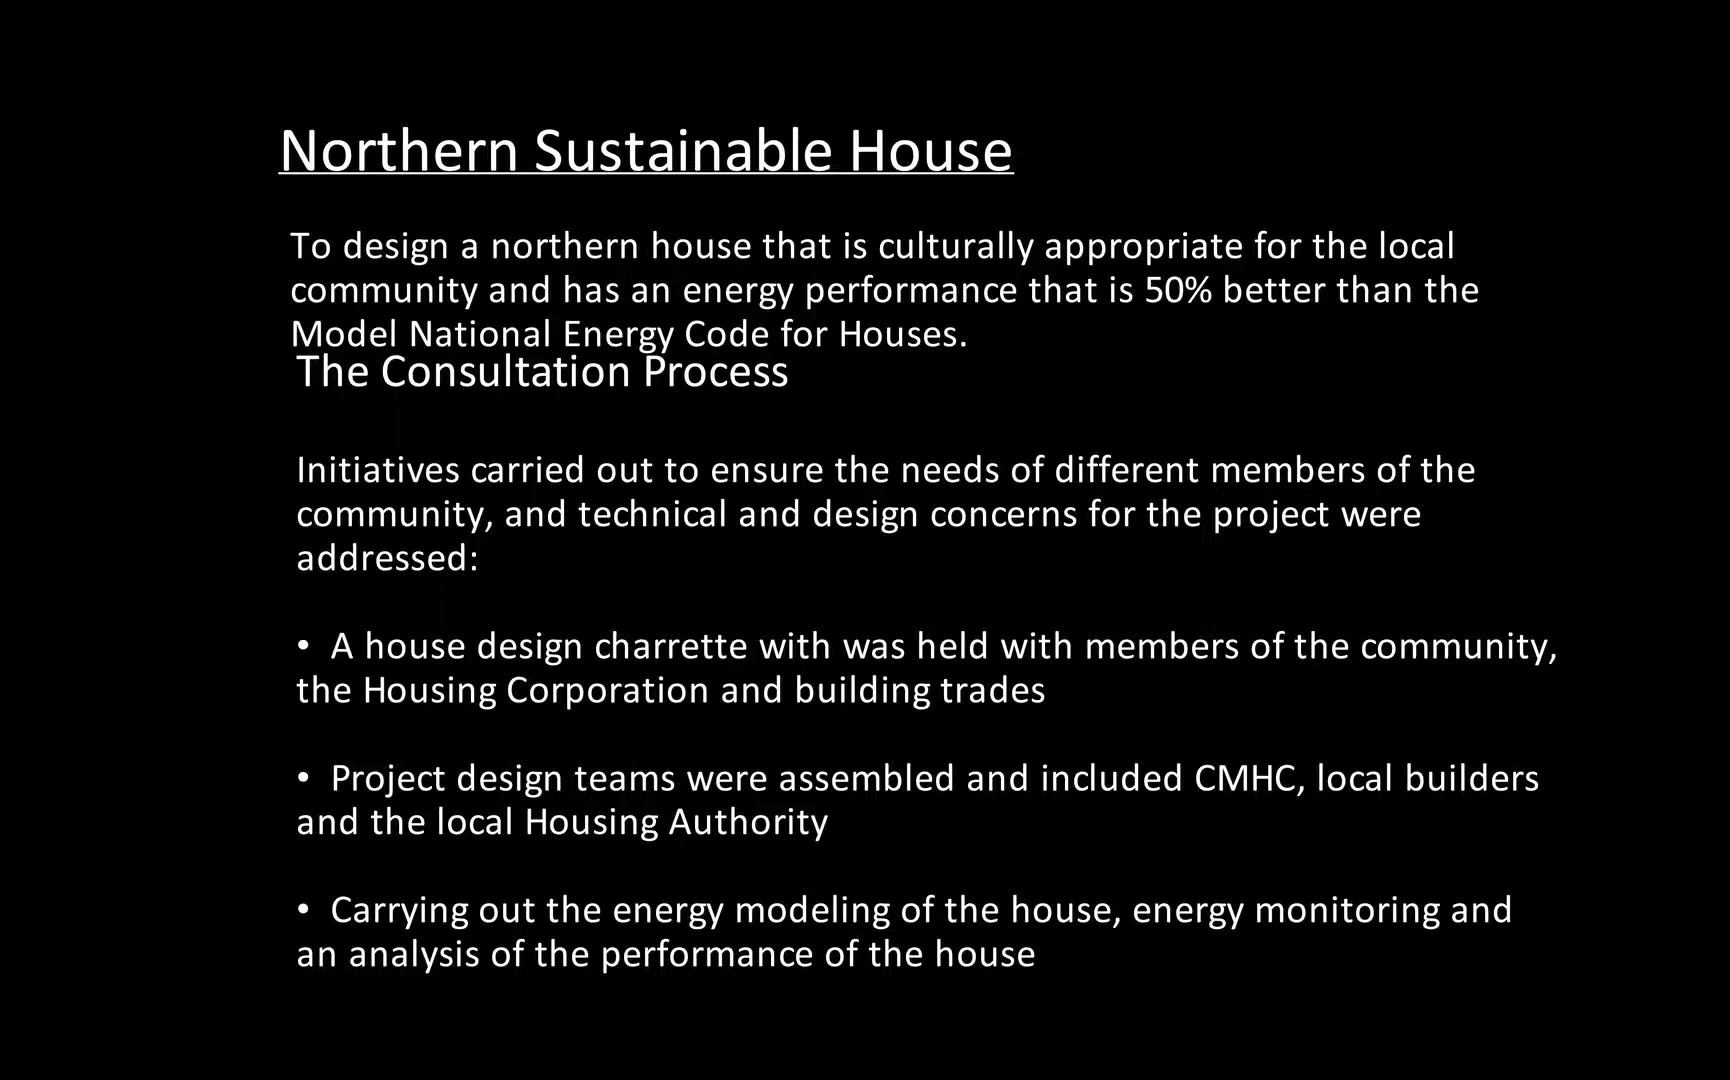 Northern Sustainable House
To design a northern house that is culturally appropriate for the local
community and has an energy performance that is 50% better than the
Model National Energy Code for Houses.
The Consultation Process
Initiatives carried out to ensure the needs of different members of the
community, and technical and design concerns for the project were
addressed:
• A house design charrette with was held with members of the community,
the Housing Corporation and building trades
• Project design teams were assembled and included CMHC, local builders
and the local Housing Authority
• Carrying out the energy modeling of the house, energy monitoring and
an analysis of the performance of the house